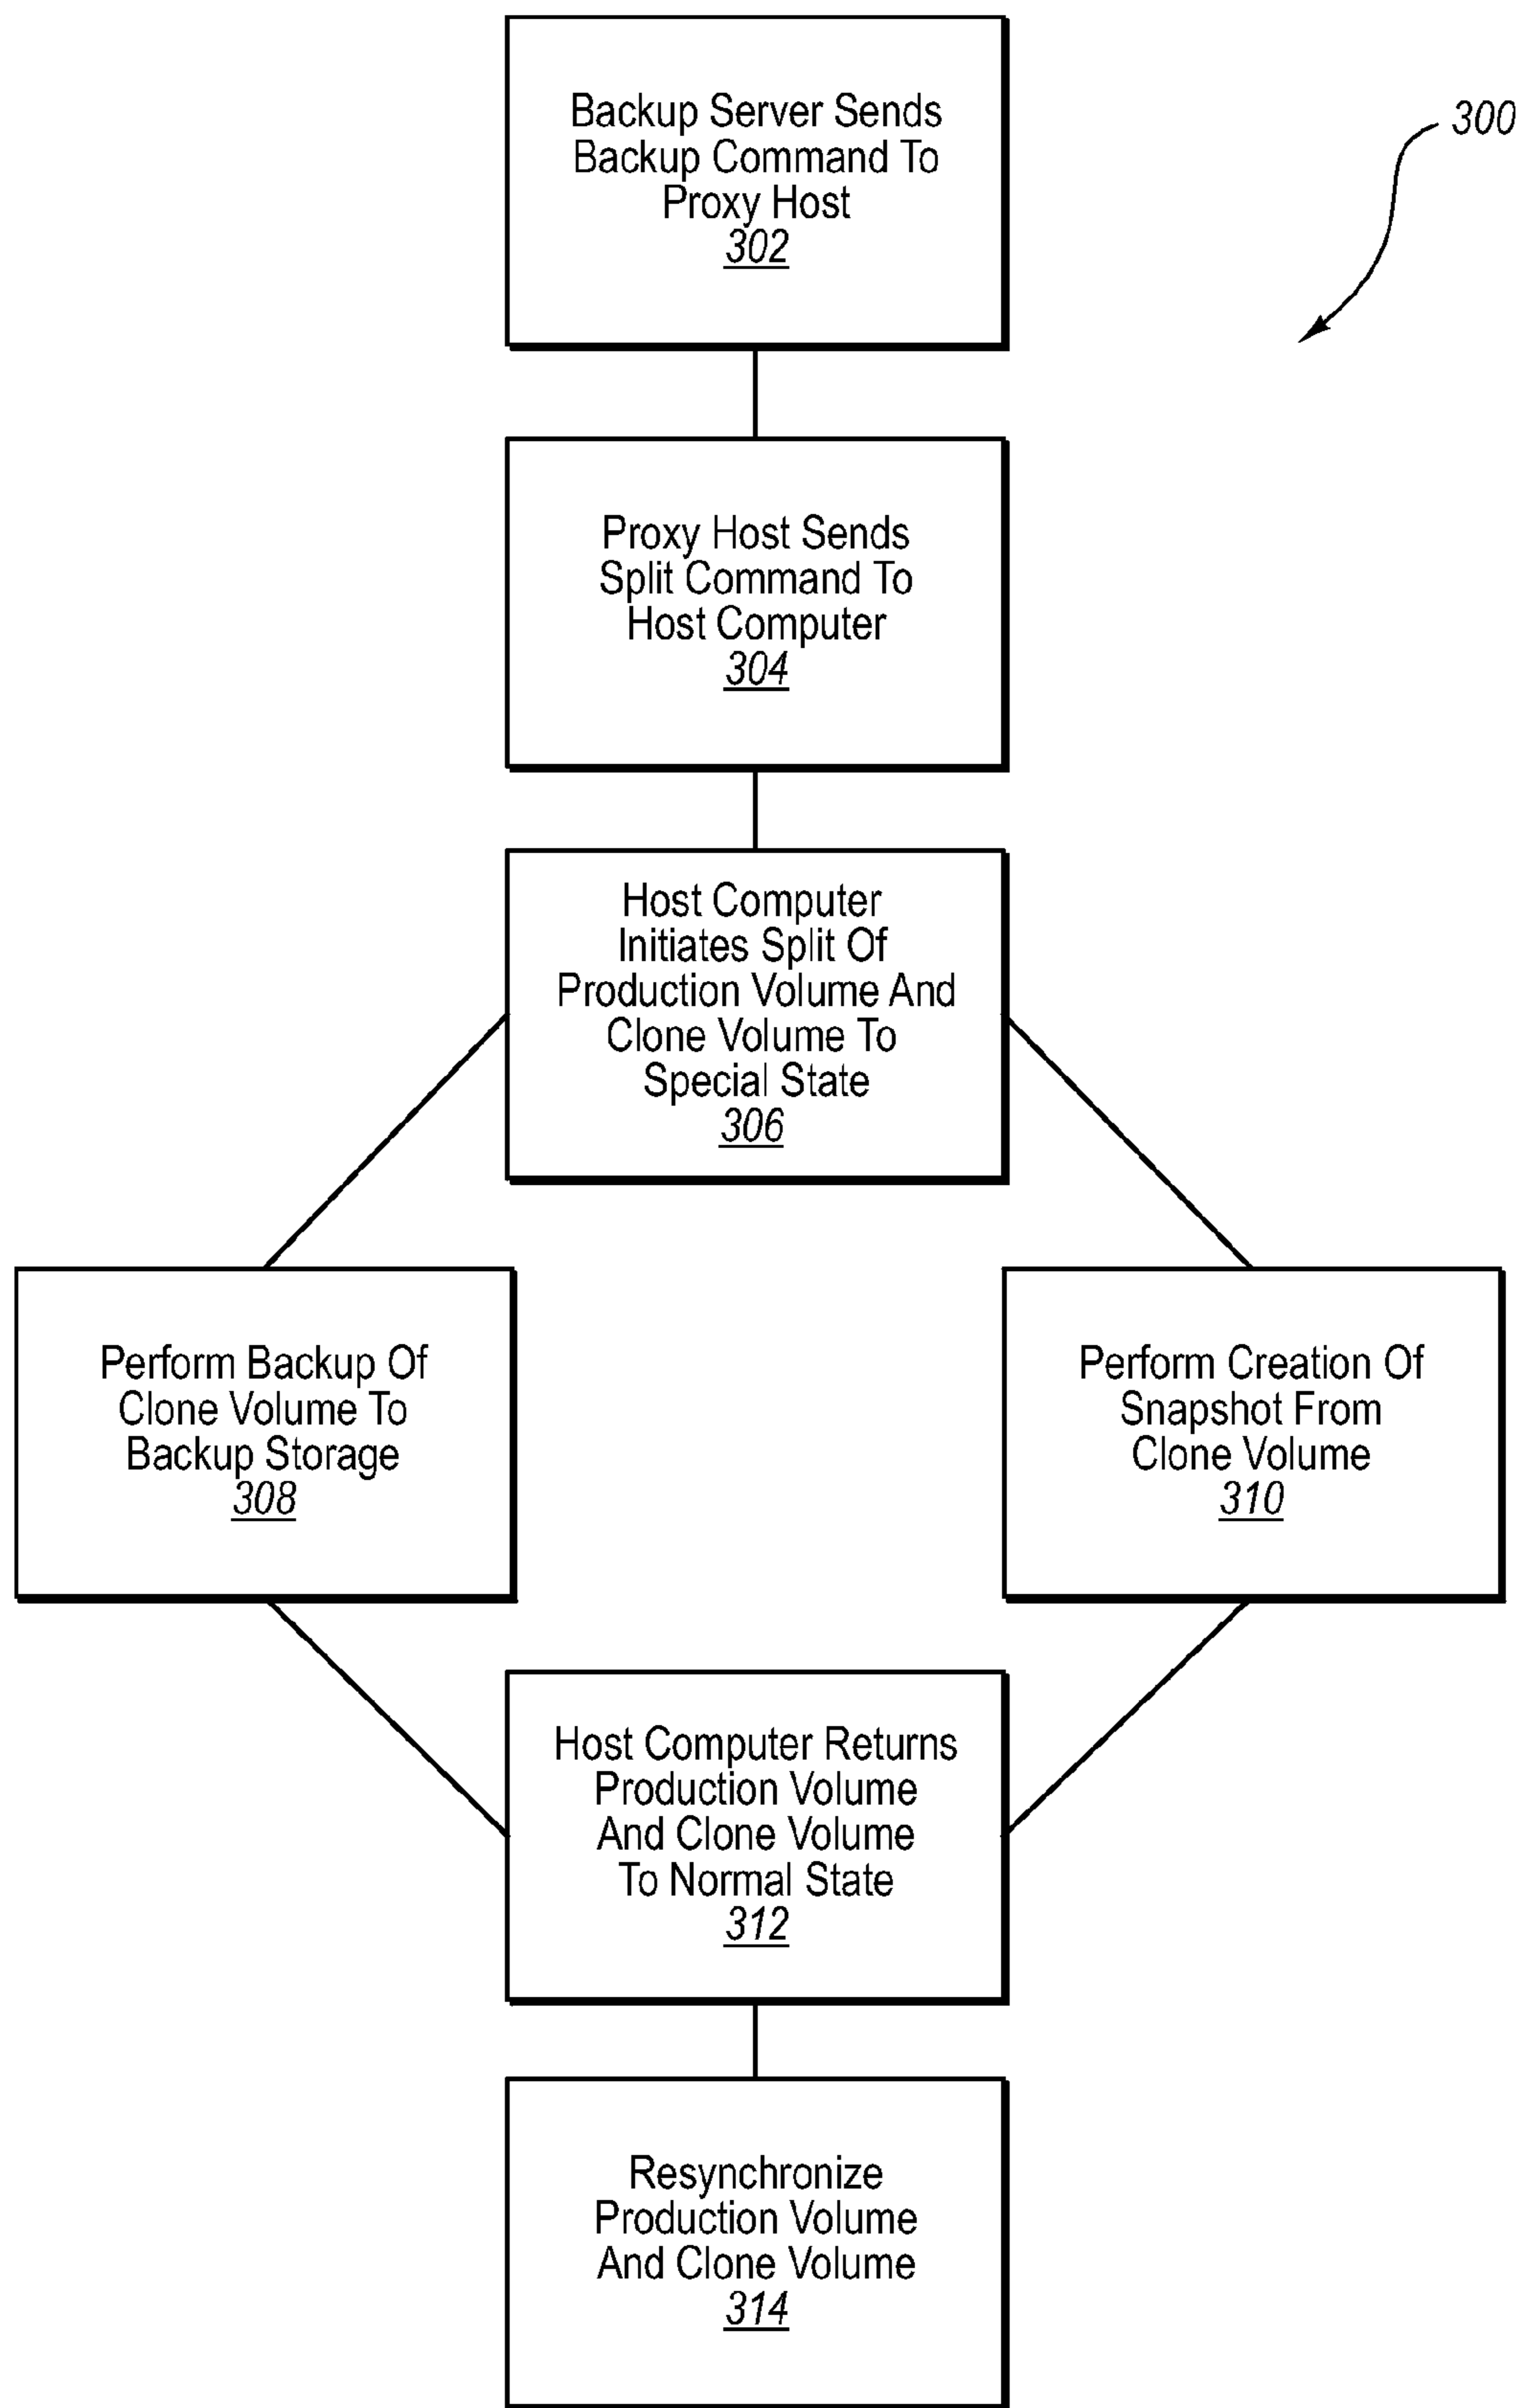 Backup Server Sends
Backup Command To
Proxy Host
302
300
Proxy Host Sends
Split Command To
Host Computer
304
Host Computer
Initiates Split Of
Production Volume And
Clone Volume To
Special State
306
Perform Backup Of
Clone Volume To
Backup Storage
308
Perform Creation Of
Snapshot From
Clone Volume
310
Host Computer Returns
Production Volume
And Clone Volume
To Normal State
312
Resynchronize
Production Volume
And Clone Volume
314